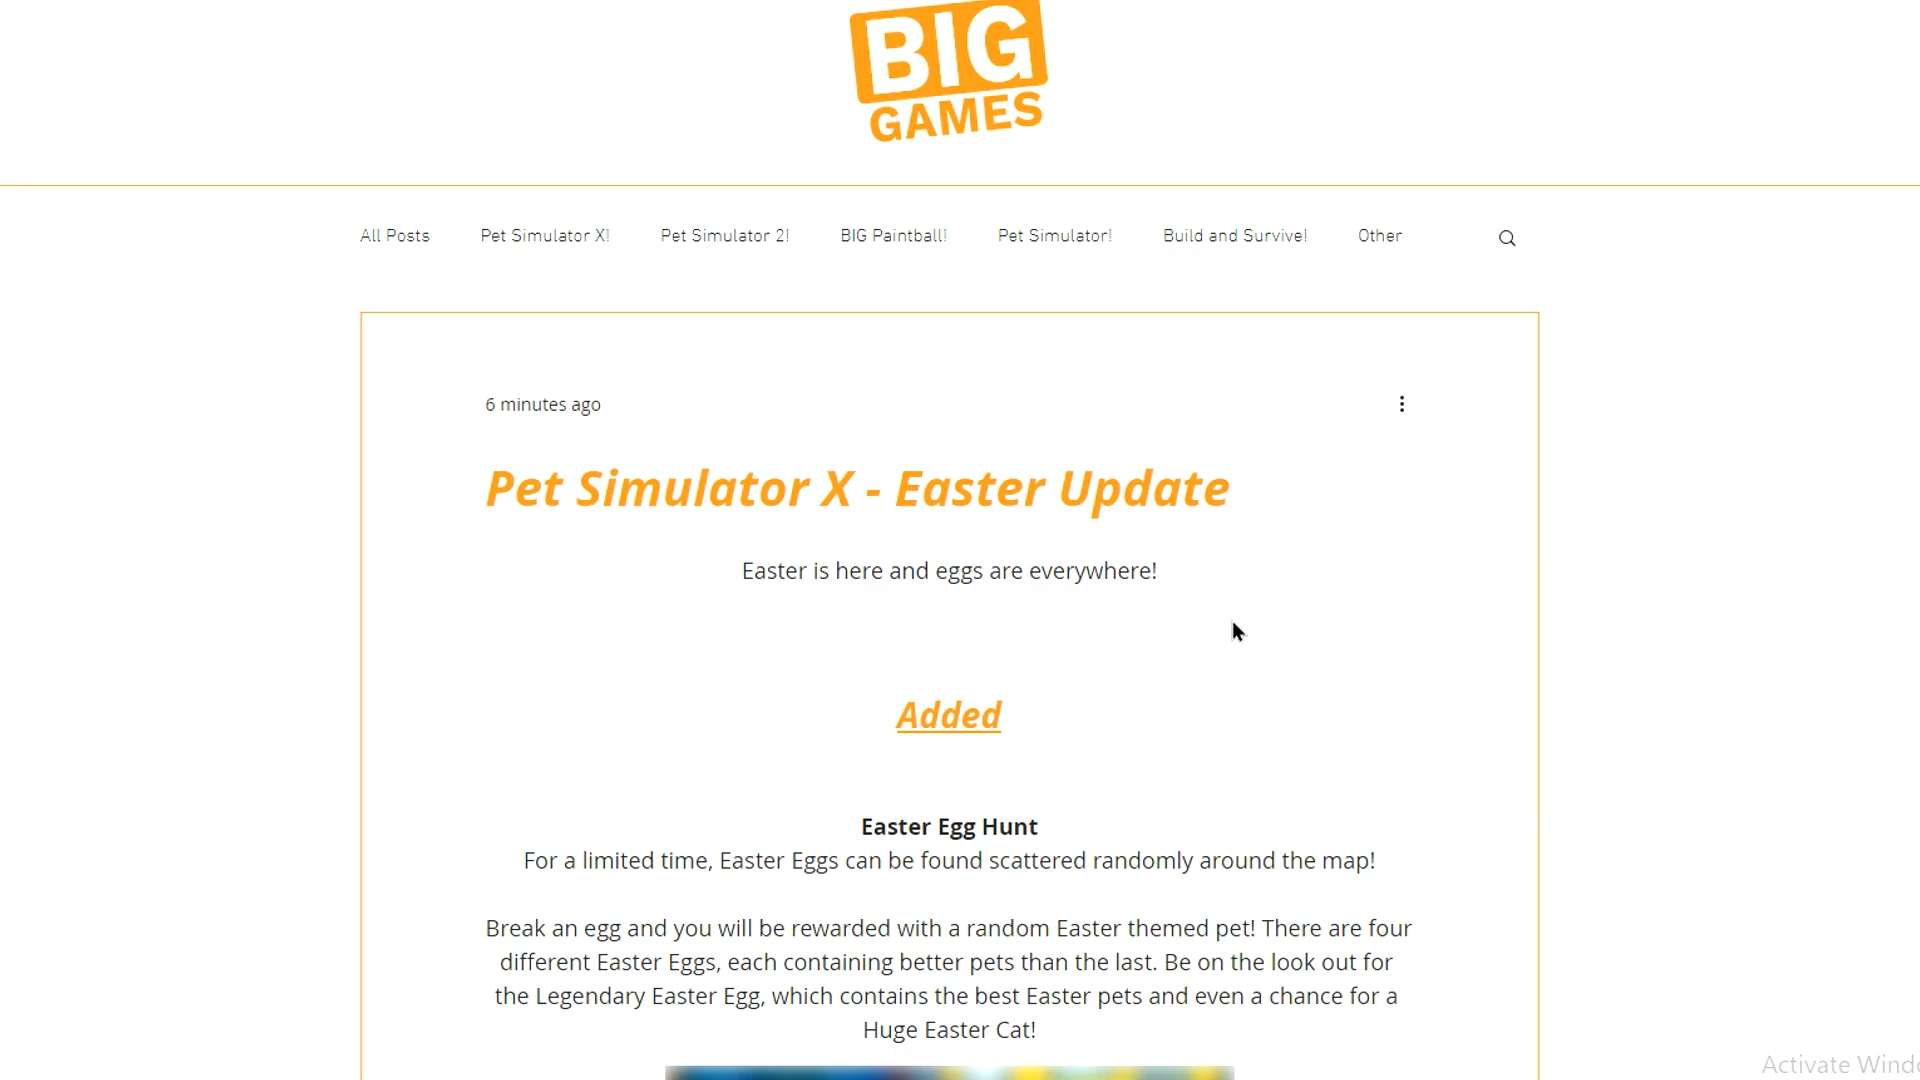 BIG
GAMES
All Posts Pet Simulator X! Pet Simulator 2! BIG Paintball! Pet Simulator! Build and Survive! Other
6 minutes ago
Pet Simulator X - Easter Update
Easter is here and eggs are everywhere!
Added
Easter Egg Hunt
For a limited time, Easter Eggs can be found scattered randomly around the map!
Break an egg and you will be rewarded with a random Easter themed pet! There are four
different Easter Eggs, each containing better pets than the last. Be on the look out for
the Legendary Easter Egg, which contains the best Easter pets and even a chance for a
Huge Easter Cat!
Activate